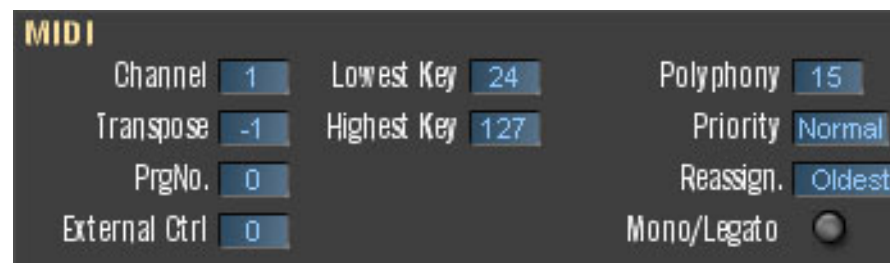 MIDI
Channel 1 Lowest Key 24 Polyphony 15
Transpose -1 Highest Key 127 Priority Normal
PrgNo. 0 Reassign. Oldest
External Ctrl 0 Mono/Legato